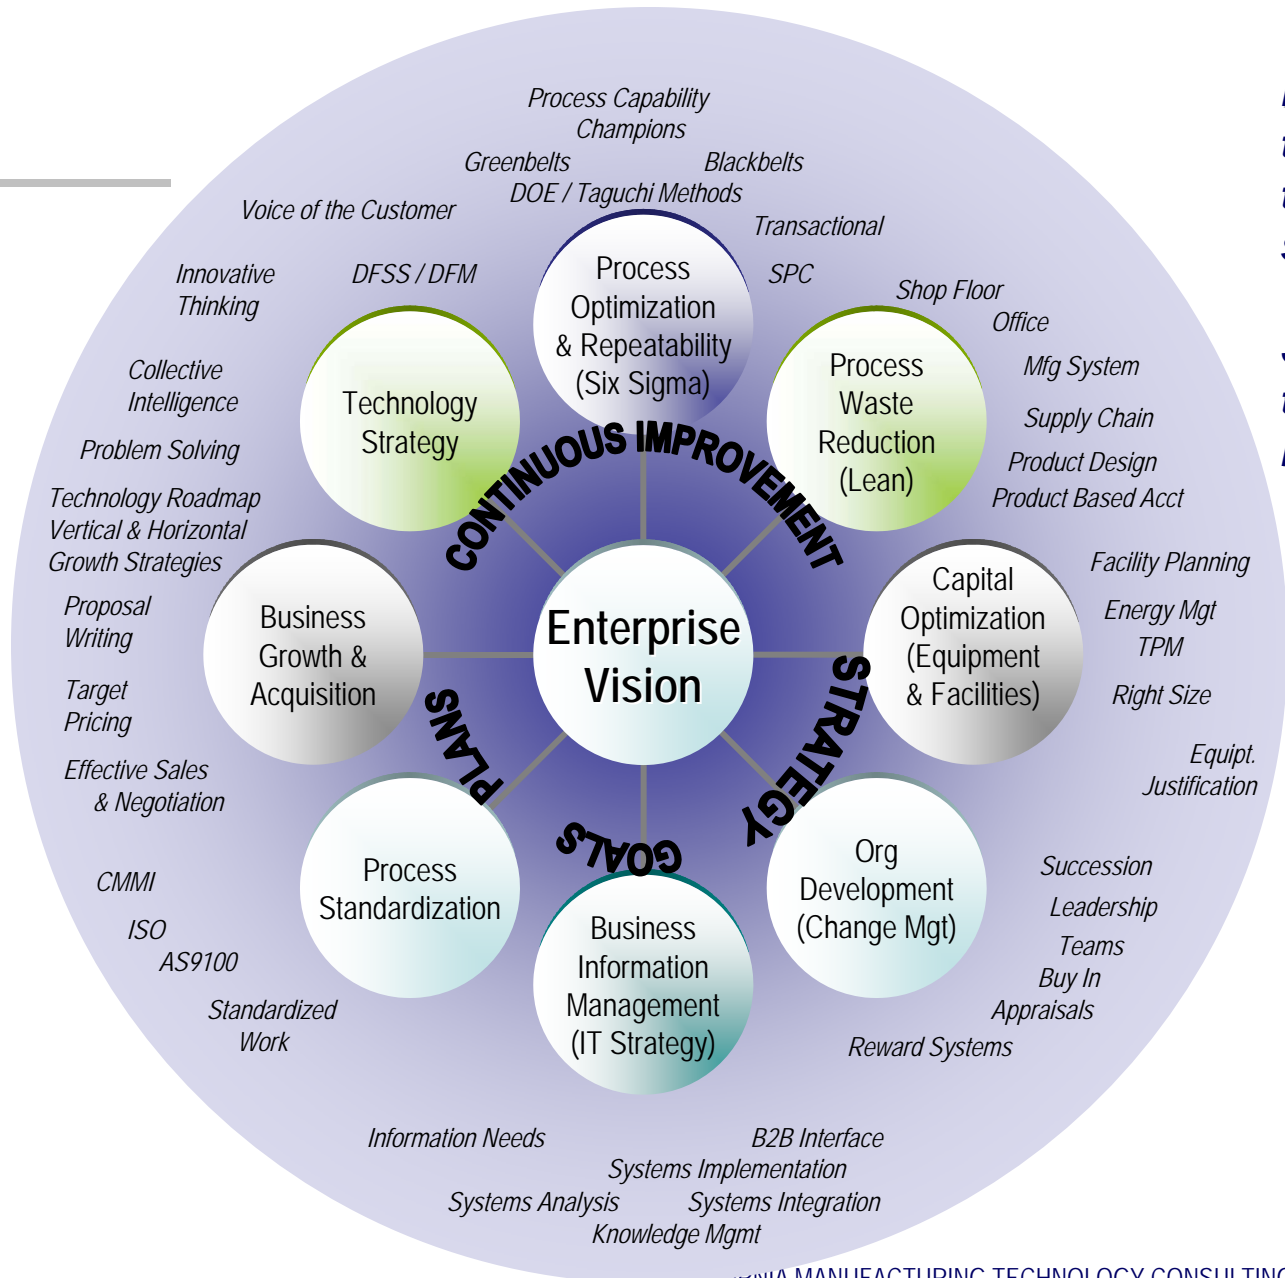 Process Capability
Champions
Greenbelts
Blackbelts
DOE / Taguchi Methods
Voice of the Customer
Transactional
Innovative
Thinking
DFSS / DFM
SPC
Shop Floor
Office
Process
Optimization
& Repeatability
(Six Sigma)
Collective
Intelligence
Technology
Strategy
Process
Waste
Reduction
(Lean)
Mfg System
Supply Chain
Problem Solving
Product Design
Product Based Acct
Technology Roadmap
Vertical & Horizontal
Growth Strategies
CONTINUOUS IMPROVEMENT
Proposal
Writing
Target
Pricing
Effective Sales
& Negotiation
Business
Growth &
Acquisition
Enterprise
Vision
Capital
Optimization
(Equipment
& Facilities)
Facility Planning
Energy Mgt
TPM
Right Size
Equipt.
Justification
PLANS
STRATEGY
GOALS
CMMI
ISO
AS9100
Standardized
Work
Process
Standardization
Business
Information
Management
(IT Strategy)
Org
Development
(Change Mgt)
Succession
Leadership
Teams
Buy In
Appraisals
Reward Systems
Information Needs
B2B Interface
Systems Implementation
Systems Analysis
Systems Integration
Knowledge Mgmt
MANUFACTURING TECHNOLOGY CONSULTING